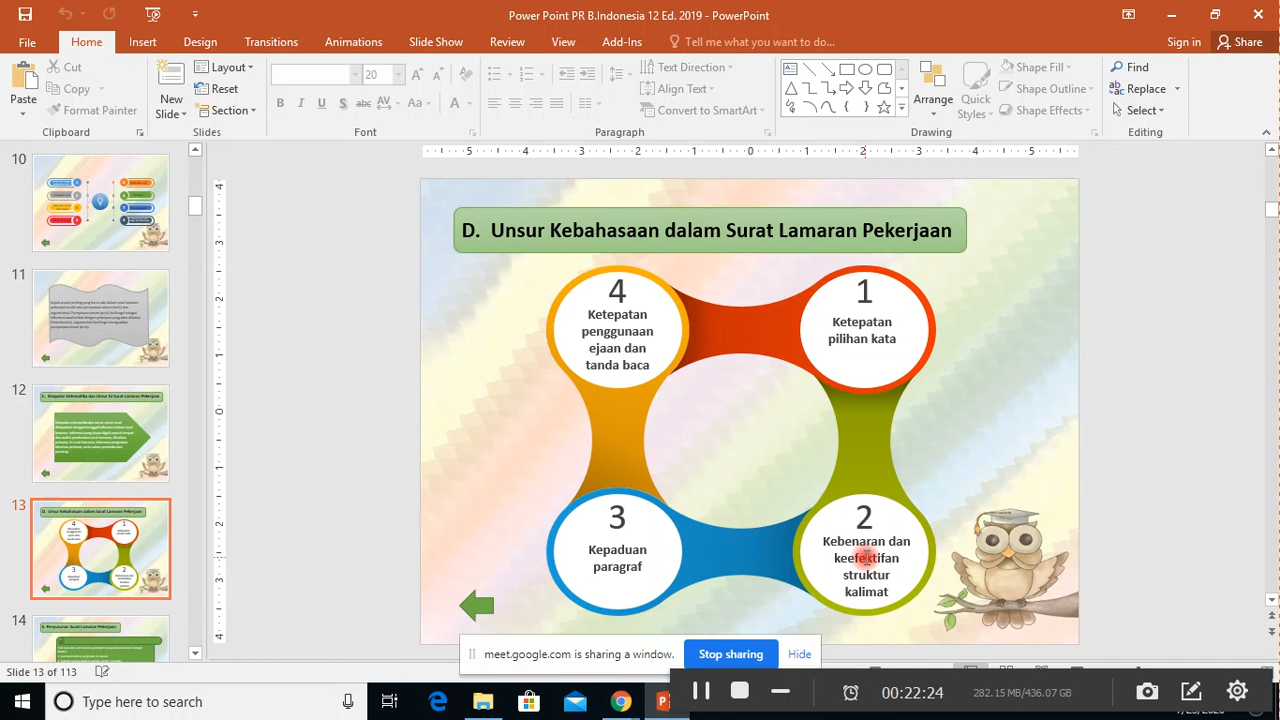 Power Point PR B.Indonesia 12 Ed. 2019 - PowerPoint
File Home Insert Design Transitions Animations Slide Show Review View Add-Ins Tell me what you want to do... Sign in Share
Paste
Cut
Copy
Format Painter
Clipboard
New Slide
Layout
Reset
Section
Slides
20
Font
Text Direction
Align Text
Convert to SmartArt
Paragraph
Arrange
Quick Styles
Shape Fill
Shape Outline
Shape Effects
Drawing
Find
Replace
Select
Editing
10
11
12
13
14
D. Unsur Kebahasaan dalam Surat Lamaran Pekerjaan
4
Ketepatan
penggunaan
ejaan dan
tanda baca
1
Ketepatan
pilihan kata
3
Kepaduan
paragraf
2
Kebenaran dan
keefektifan
struktur
kalimat
meet.google.com is sharing a window. Stop sharing Hide
Slide 13 of 113
Type here to search
00:22:24
282.15 MB/436.07 GB